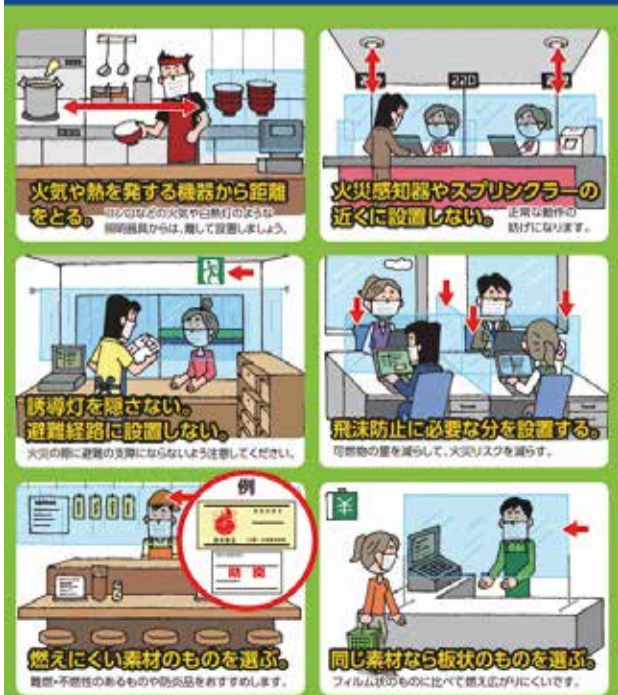 火気や熱を発する機器から距離
をとる。
コンロなどの火気や白熱灯のような
照明器具からは、離して設置しましょう。
220
火災感知器やスプリンクラーの
近くに設置しない。
正常な動作の
妨げになります。
誘導灯を隠さない。
避難経路に設置しない。
火災の際に避難の支障にならないよう注意してください。
飛沫防止に必要な分を設置する。
可燃物の量を減らして、火災リスクを減らす。
例
防炎
燃えにくい素材のものを選ぶ。
難燃・不燃性のあるものや防炎品をおすすめします。
¥
同じ素材なら板状のものを選ぶ。
フィルム状のものに比べて燃え広がりにくいです。